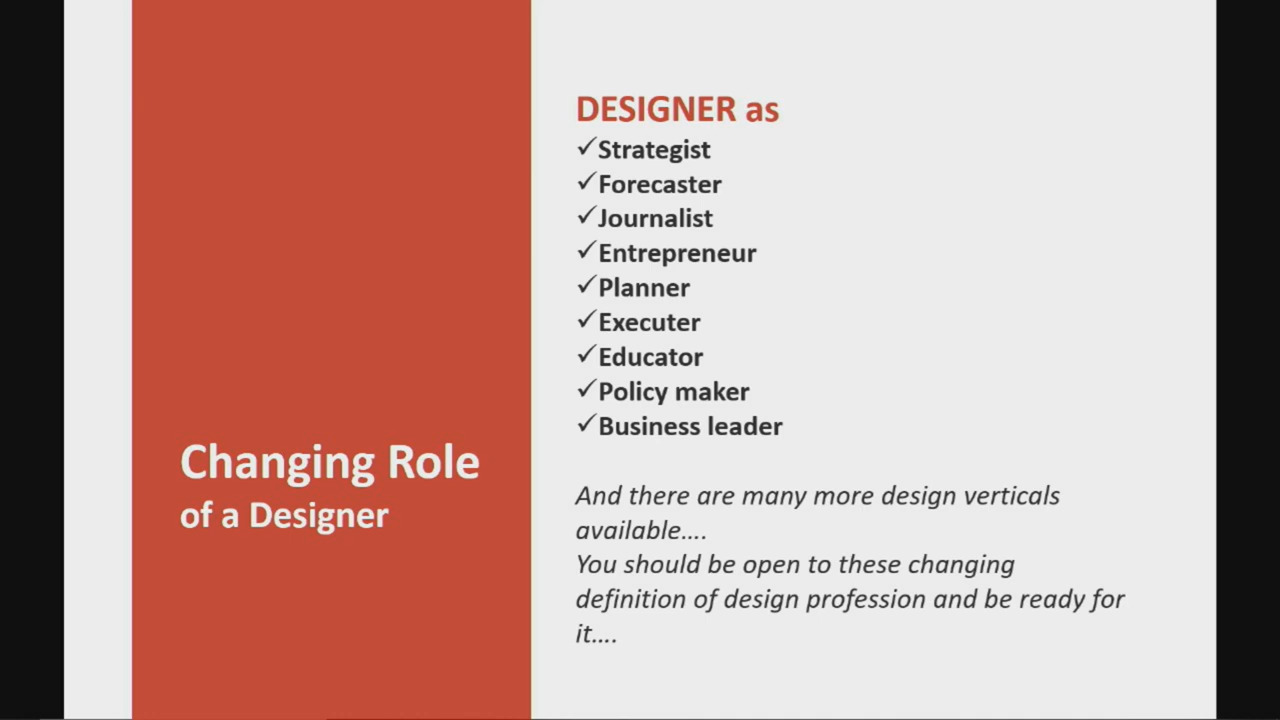 Changing Role
of a Designer
DESIGNER as
✓Strategist
✓Forecaster
✓Journalist
✓Entrepreneur
✓Planner
✓Executer
✓Educator
✓Policy maker
✓Business leader
And there are many more design verticals
available....
You should be open to these changing
definition of design profession and be ready for
it....